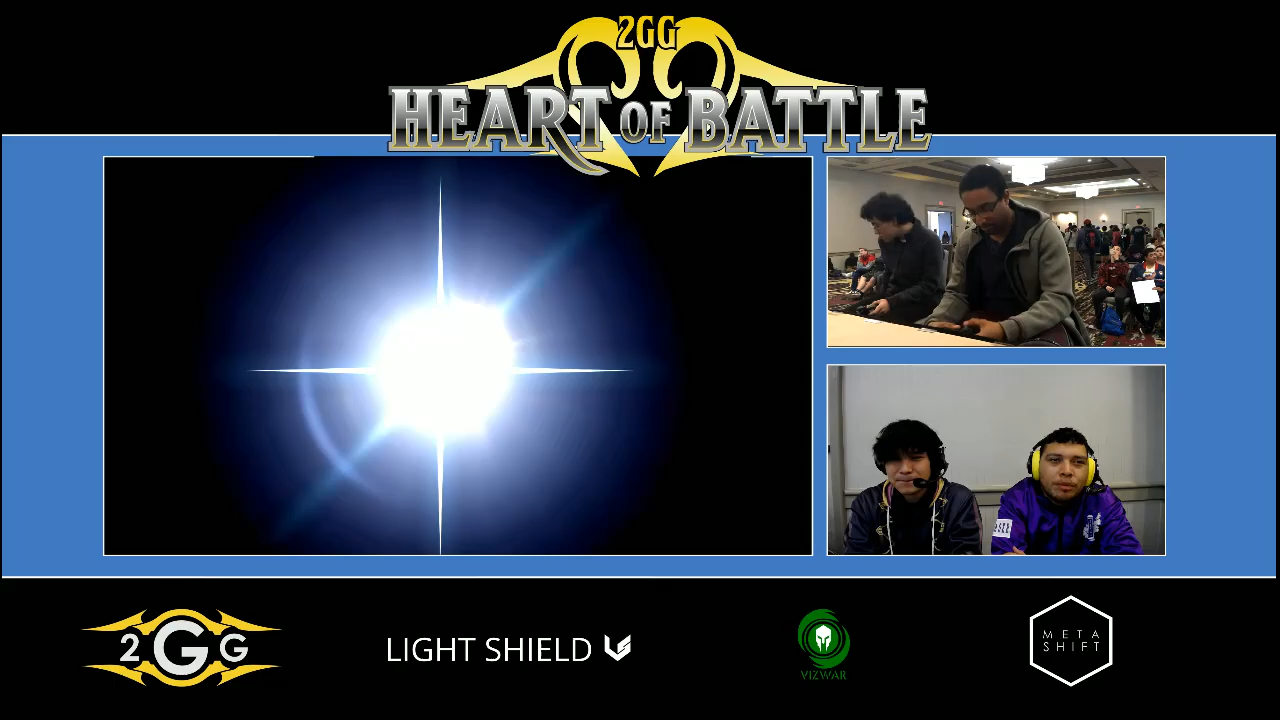 2GG
HEART OF BATTLE
2GG
LIGHT SHIELD
VIZWAR
META
SHIFT